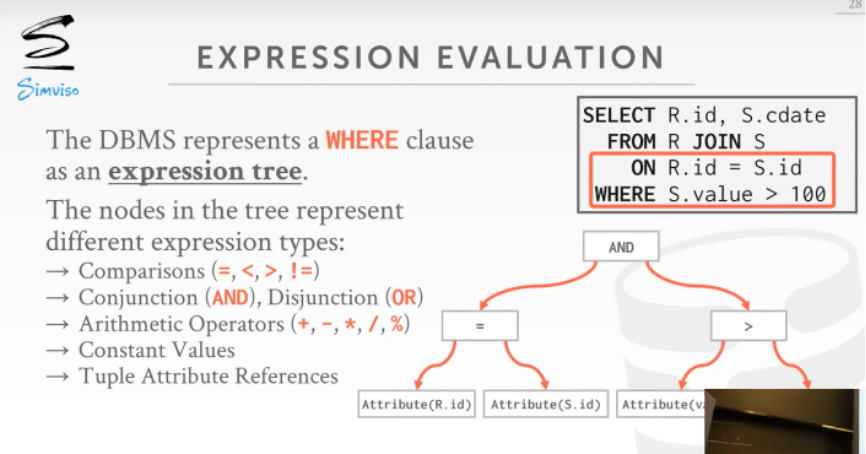 28
Simviso
EXPRESSION EVALUATION
The DBMS represents a WHERE clause
as an expression tree.
The nodes in the tree represent
different expression types:
→ Comparisons (=, <, >, !=)
→ Conjunction (AND), Disjunction (OR)
→ Arithmetic Operators (+, -, *, /, %)
→ Constant Values
→ Tuple Attribute References
SELECT R.id, S.cdate
FROM R JOIN S
ON R.id = S.id
WHERE S.value > 100
AND
= >
Attribute(R.id) Attribute(S.id) Attribute(va